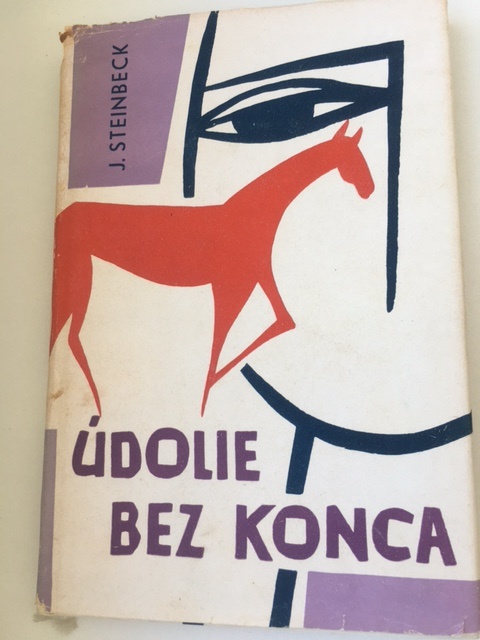 J. STEINBECK
ÚDOLIE
BEZ KONCA